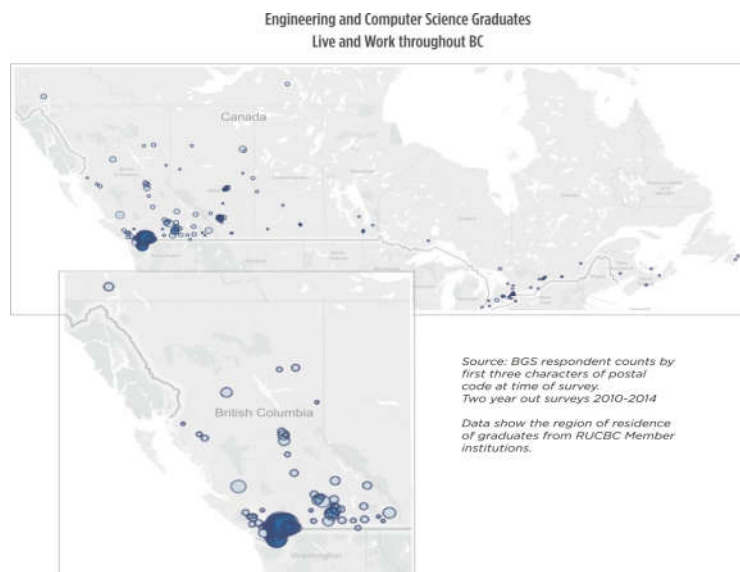 Engineering and Computer Science Graduates
Live and Work throughout BC
Canada
British Columbia
Washington
Source: BGS respondent counts by
first three characters of postal
code at time of survey.
Two year out surveys 2010-2014
Data show the region of residence
of graduates from RUCBC Member
institutions.